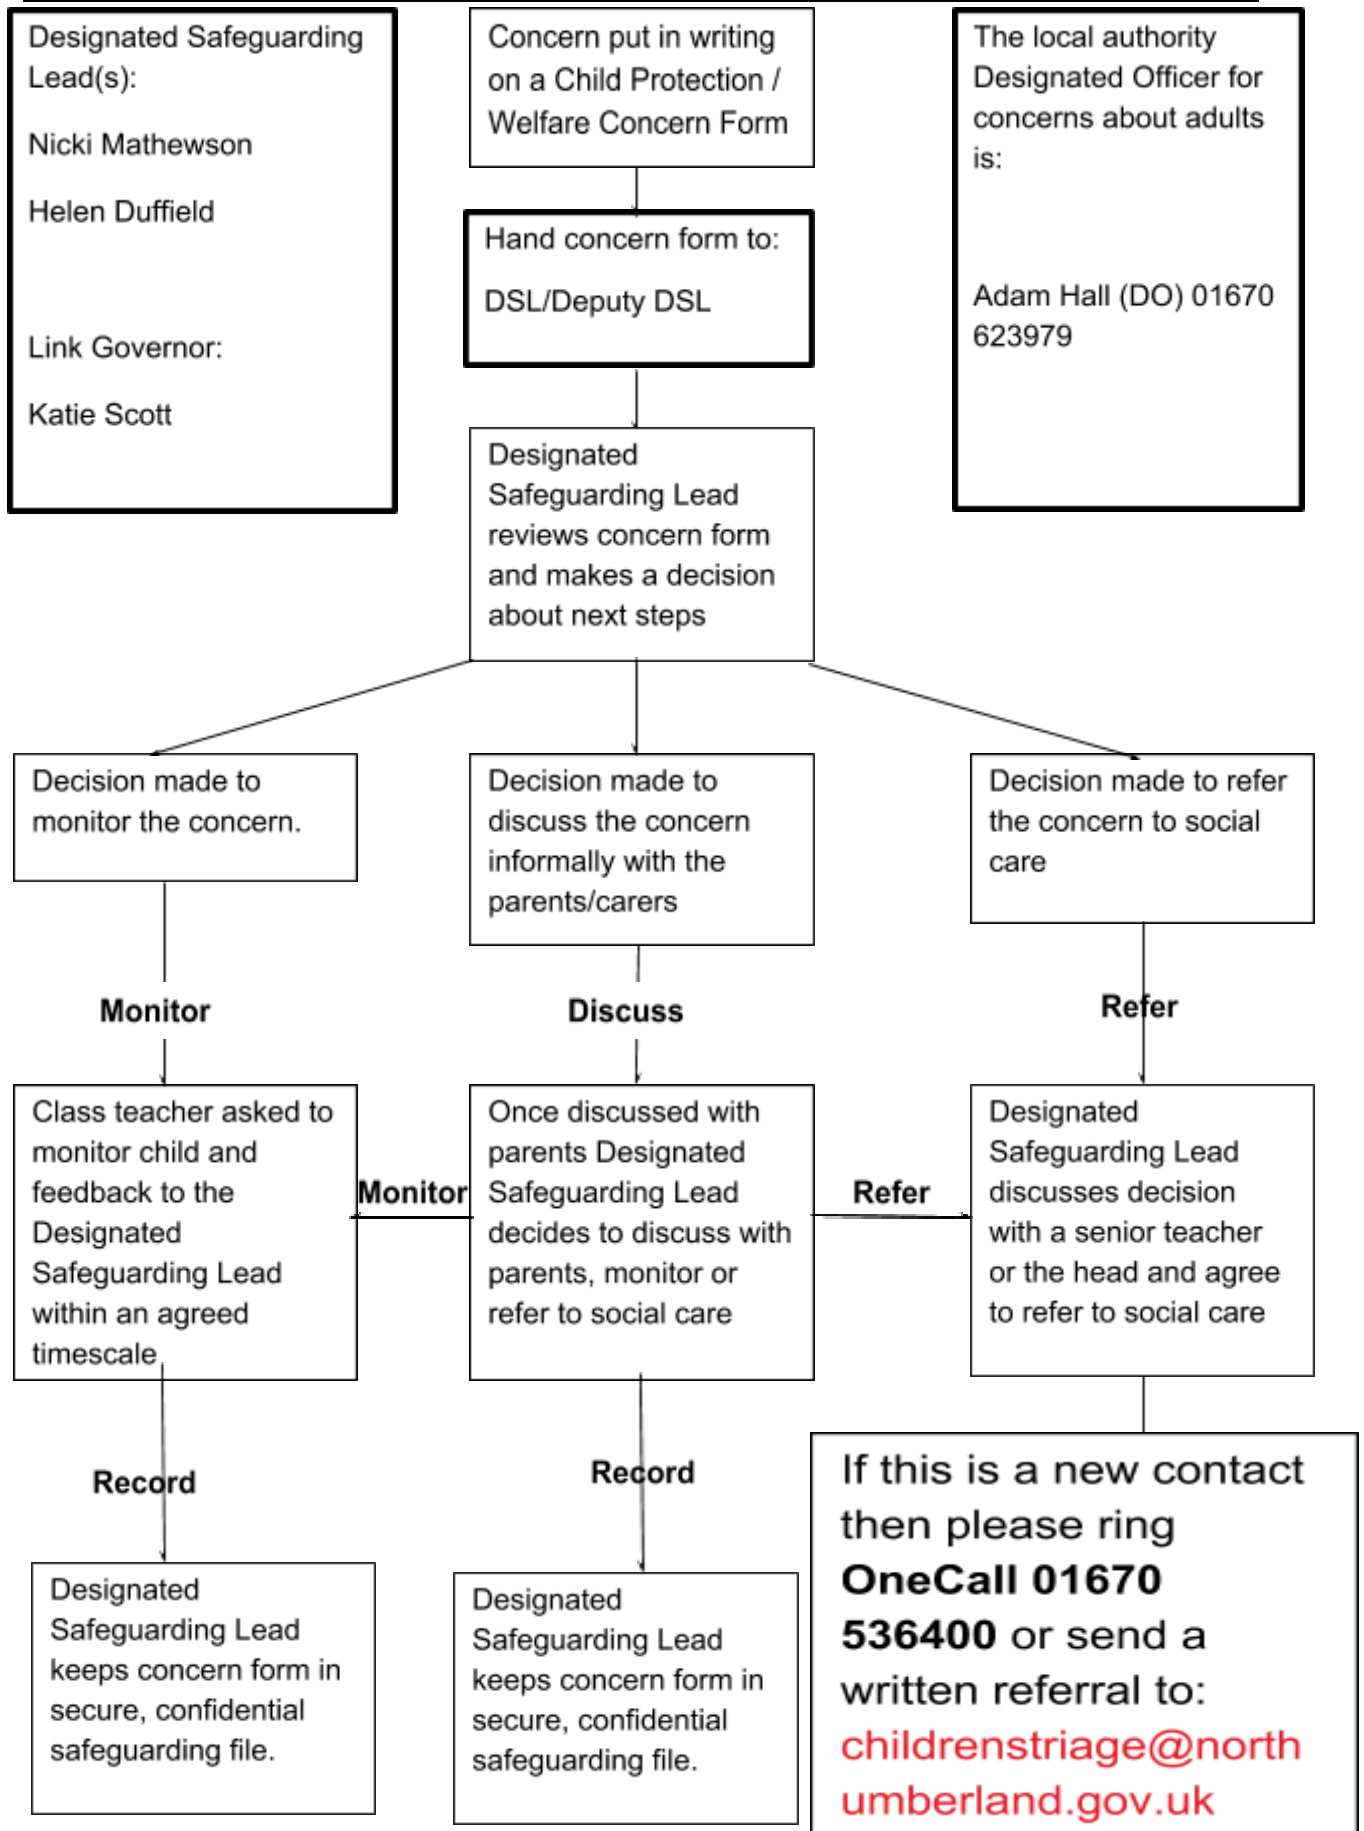 Designated Safeguarding
Lead(s):
Nicki Mathewson
Helen Duffield
Link Governor:
Katie Scott
Concern put in writing
on a Child Protection /
Welfare Concern Form
The local authority
Designated Officer for
concerns about adults
is:
Adam Hall (DO) 01670
623979
Hand concern form to:
DSL/Deputy DSL
Designated
Safeguarding Lead
reviews concern form
and makes a decision
about next steps
Decision made to
monitor the concern.
Decision made to
discuss the concern
informally with the
parents/carers
Decision made to refer
the concern to social
care
Monitor
Discuss
Refer
Class teacher asked to
monitor child and
feedback to the
Designated
Safeguarding Lead
within an agreed
timescale
Monitor
Once discussed with
parents Designated
Safeguarding Lead
decides to discuss with
parents, monitor or
refer to social care
Refer
Designated
Safeguarding Lead
discusses decision
with a senior teacher
or the head and agree
to refer to social care
Record
Record
Designated
Safeguarding Lead
keeps concern form in
secure, confidential
safeguarding file.
Designated
Safeguarding Lead
keeps concern form in
secure, confidential
safeguarding file.
If this is a new contact
then please ring
OneCall 01670
536400 or send a
written referral to:
childrenstriage@north
umberland.gov.uk